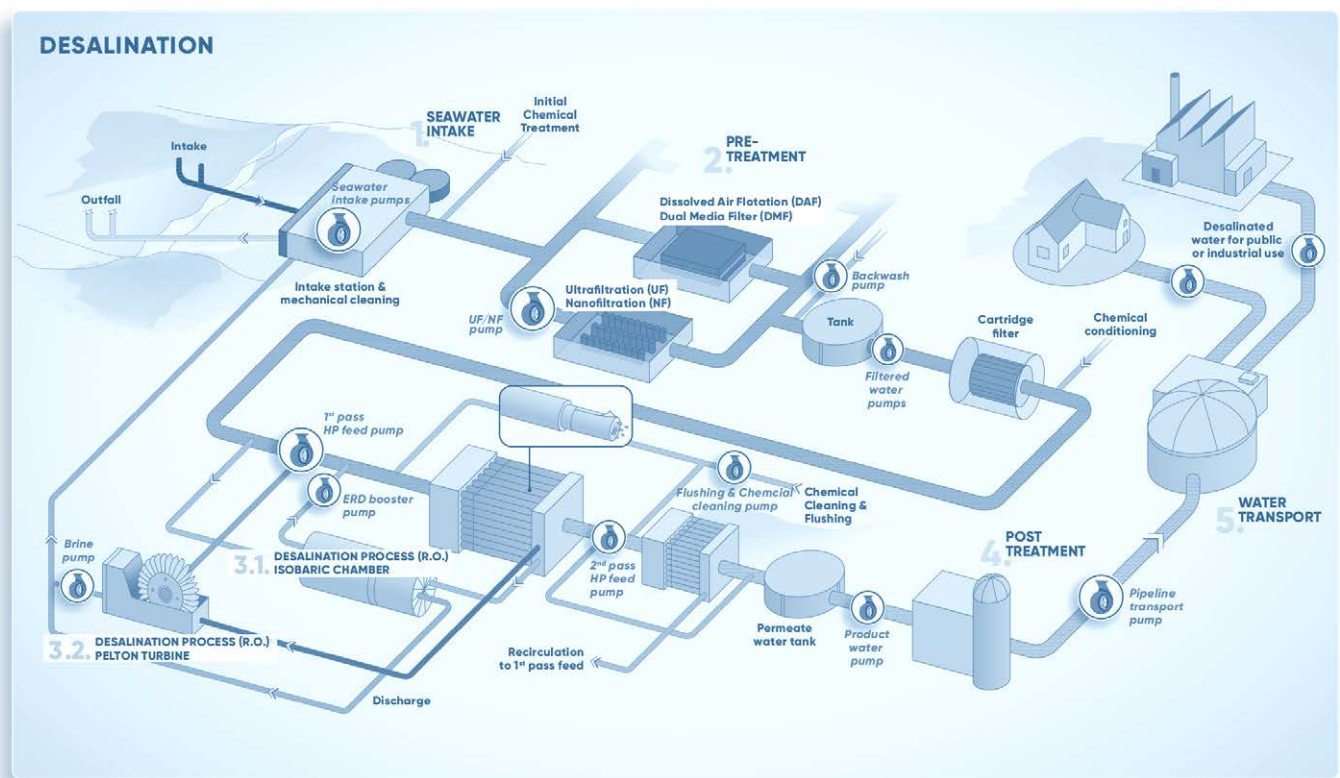 DESALINATION
1.
SEAWATER
INTAKE
Initial
Chemical
Treatment
Intake
Outfall
Seawater
intake pumps
Intake station &
mechanical cleaning
2.
PRE-
TREATMENT
Dissolved Air Flotation (DAF)
Dual Media Filter (DMF)
Ultrafiltration (UF)
Nanofiltration (NF)
UF/NF
pump
Backwash
pump
Tank
Filtered
water
pumps
Cartridge
filter
Chemical
conditioning
Desalinated
water for public
or industrial use
1st pass
HP feed pump
ERD booster
pump
Flushing & Chemcial
cleaning pump
Chemical
Cleaning &
Flushing
3.1.
DESALINATION PROCESS (R.O.)
ISOBARIC CHAMBER
2nd pass
HP feed
pump
Brine
pump
3.2.
DESALINATION PROCESS (R.O.)
PELTON TURBINE
Discharge
Recirculation
to 1st pass feed
Permeate
water tank
Product
water
pump
4.
POST
TREATMENT
Pipeline
transport
pump
5.
WATER
TRANSPORT